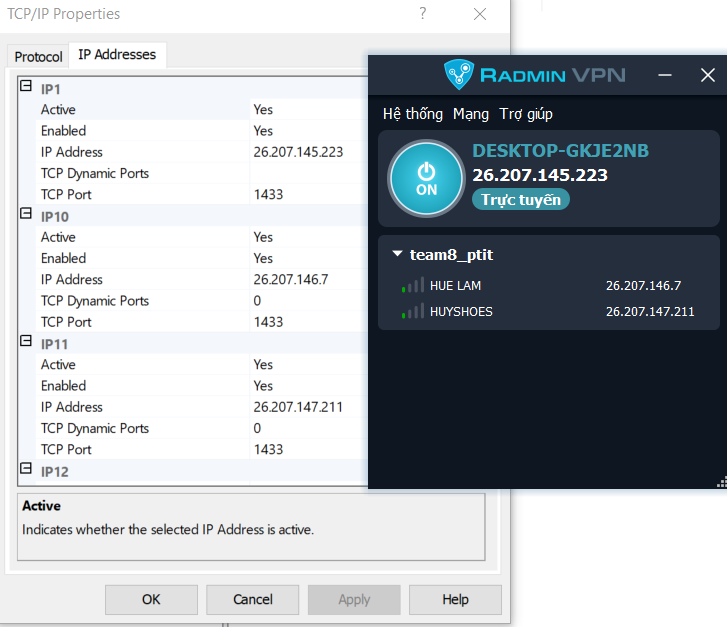 TCP/IP Properties
Protocol IP Addresses
IP1
Active Yes
Enabled Yes
IP Address 26.207.145.223
TCP Dynamic Ports
TCP Port 1433
IP10
Active Yes
Enabled Yes
IP Address 26.207.146.7
TCP Dynamic Ports 0
TCP Port 1433
IP11
Active Yes
Enabled Yes
IP Address 26.207.147.211
TCP Dynamic Ports 0
TCP Port 1433
IP12
Active
Indicates whether the selected IP Address is active.
OK Cancel Apply Help
RADMIN VPN
Hệ thống Mạng Trợ giúp
ON
DESKTOP-GKJE2NB
26.207.145.223
Trực tuyến
team8_ptit
HUE LAM 26.207.146.7
HUYSHOES 26.207.147.211